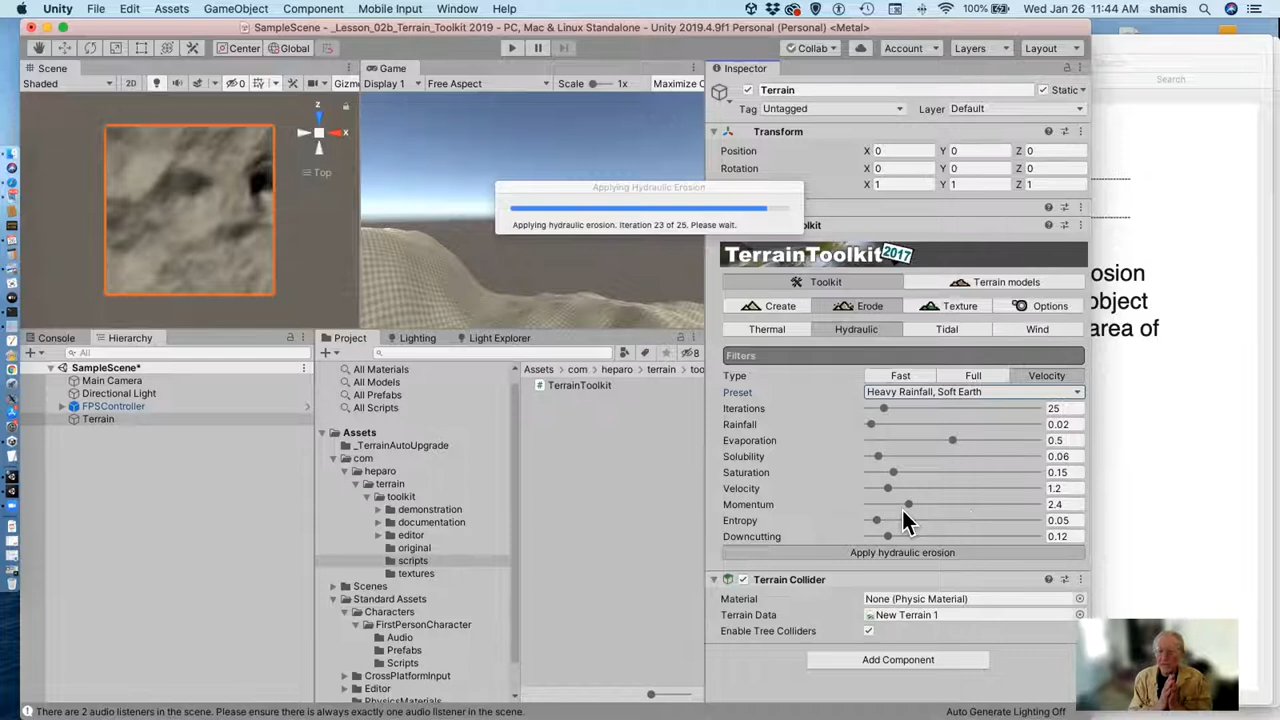 Unity Edit Assets GameObject Component Mobile Input Window Help 100% Wed Jan 26 11:44 AM shamis
SampleScene - _Lesson_02b_Terrain_Toolkit 2019 - PC, Mac & Linux Standalone - Unity 2019.4.9f1 Personal (Personal) <Metal>
Center Global Collab Account Layers Layout
Scene Game Inspector
Shaded 2D 0 Gizmo Display 1 Free Aspect Scale 1x Maximize O
Terrain Static
Tag Untagged Layer Default
z
x
Top
Transform
Position X 0 Y 0 Z 0
Rotation X 0 Y 0 Z 0
X 1 Y 1 Z 1
Applying Hydraulic Erosion
Applying hydraulic erosion. Iteration 23 of 25. Please wait.
TerrainToolkit 2017
Toolkit Terrain models
Create Erode Texture Options
Thermal Hydraulic Tidal Wind
Filters
Type Fast Full Velocity
Preset Heavy Rainfall, Soft Earth
Iterations 25
Rainfall 0.02
Evaporation 0.5
Solubility 0.06
Saturation 0.15
Velocity 1.2
Momentum 2.4
Entropy 0.05
Downcutting 0.12
Apply hydraulic erosion
Terrain Collider
Material None (Physic Material)
Terrain Data New Terrain 1
Enable Tree Colliders
Add Component
Console Hierarchy
All
SampleScene*
Main Camera
Directional Light
FPSController
Terrain
Project Lighting Light Explorer
8
All Materials
All Models
All Prefabs
All Scripts
Assets
_TerrainAutoUpgrade
com
heparo
terrain
toolkit
demonstration
documentation
editor
original
scripts
textures
Scenes
Standard Assets
Characters
FirstPersonCharacter
Audio
Prefabs
Scripts
CrossPlatformInput
Editor
PhysicsMaterials
Assets com heparo terrain too
TerrainToolkit
Search
osion
object
area of
There are 2 audio listeners in the scene. Please ensure there is always exactly one audio listener in the scene.
Auto Generate Lighting Off